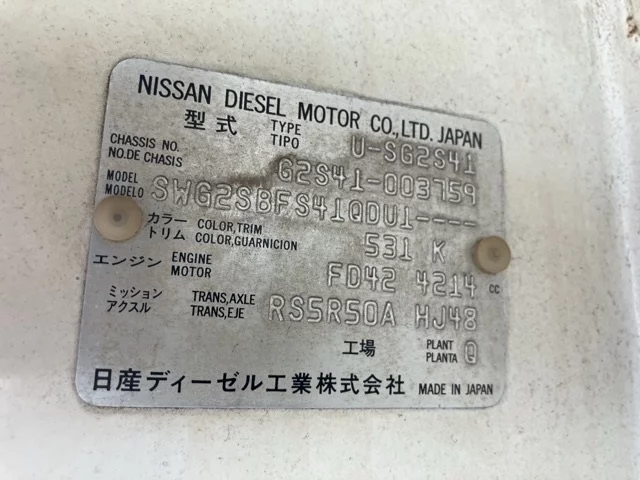 NISSAN DIESEL MOTOR CO.,LTD. JAPAN
型式 TYPE TIPO U-SG2S41
CHASSIS NO. NO.DE CHASIS G2S41-003759
MODEL MODELO SWG2SBFS41QDU1----
カラー トリム COLOR,TRIM COLOR,GUARNICION 531 K
エンジン ENGINE MOTOR FD42 4214 cc
ミッション アクスル TRANS,AXLE TRANS,EJE RS5R50A HJ48
工場 PLANT PLANTA Q
日産ディーゼル工業株式会社 MADE IN JAPAN